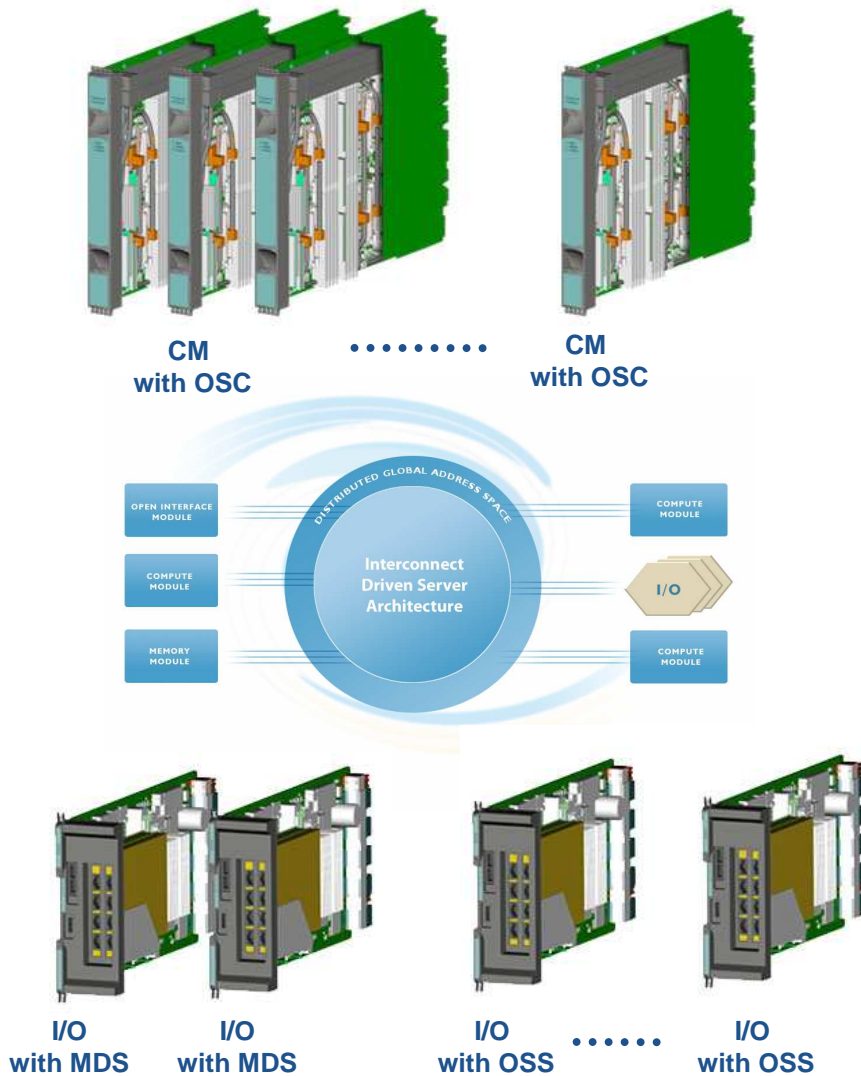 CM
with OSC
CM
with OSC
DISTRIBUTED GLOBAL ADDRESS SPACE
OPEN INTERFACE
MODULE
COMPUTE
MODULE
MEMORY
MODULE
Interconnect
Driven Server
Architecture
COMPUTE
MODULE
I/O
COMPUTE
MODULE
I/O
with MDS
I/O
with MDS
I/O
with OSS
I/O
with OSS